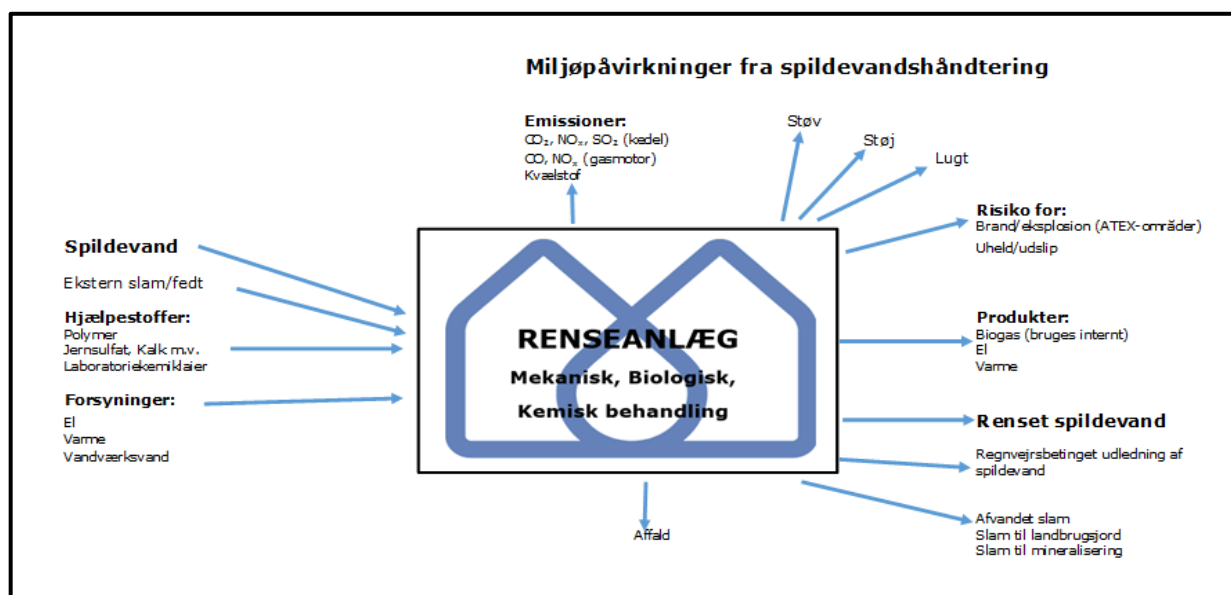 Miljøpåvirkninger fra spildevandshåndtering
Emissioner:
CO₂, NOₓ, SO₂ (kedel)
CO, NOₓ (gasmotor)
Kvælstof
Støv
Støj
Lugt
Risiko for:
Brand/eksplosion (ATEX-områder)
Uheld/udslip
Spildevand
Ekstern slam/fedt
Hjælpestoffer:
Polymer
Jernsulfat, Kalk m.v.
Laboratoriekemiklaier
Forsyninger:
El
Varme
Vandværksvand
RENSEANLÆG
Mekanisk, Biologisk,
Kemisk behandling
Produkter:
Biogas (bruges internt)
El
Varme
Renset spildevand
Regnvejrsbetinget udledning af
spildevand
Afvandet slam
Slam til landbrugsjord
Slam til mineralisering
Affald